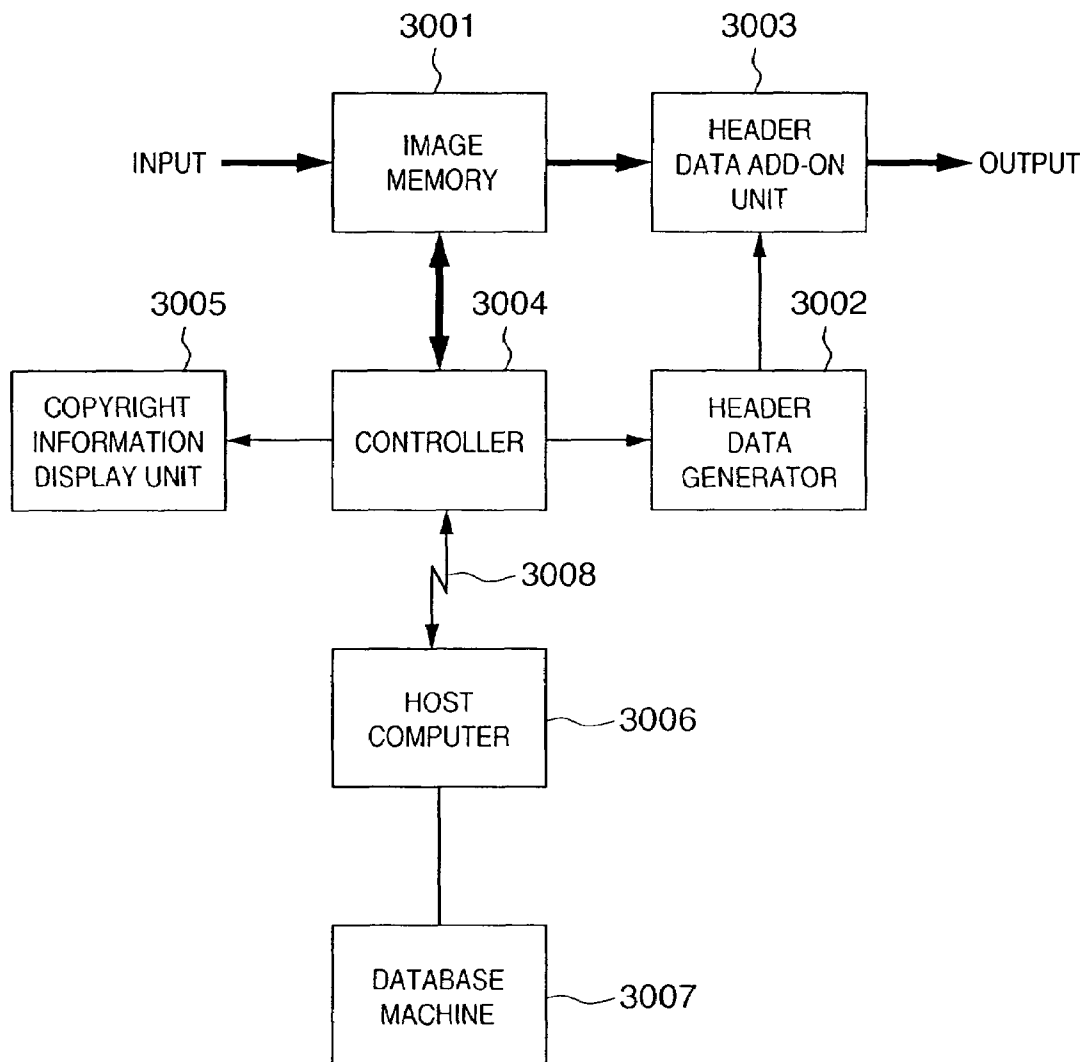 3001
3003
INPUT
IMAGE
MEMORY
HEADER
DATA ADD-ON
UNIT
OUTPUT
3005
3004
3002
COPYRIGHT
INFORMATION
DISPLAY UNIT
CONTROLLER
HEADER
DATA
GENERATOR
3008
HOST
COMPUTER
3006
DATABASE
MACHINE
3007